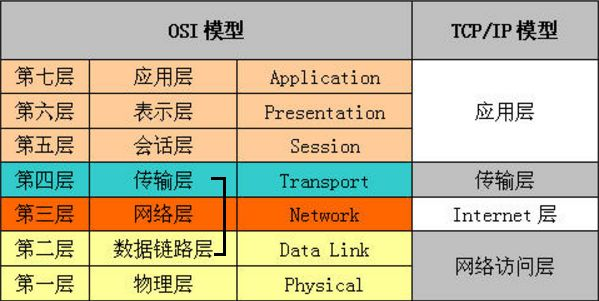 OSI 模型 TCP/IP 模型
第七层 应用层 Application
第六层 表示层 Presentation 应用层
第五层 会话层 Session
第四层 传输层 Transport 传输层
第三层 网络层 Network Internet 层
第二层 数据链路层 Data Link
网络访问层
第一层 物理层 Physical